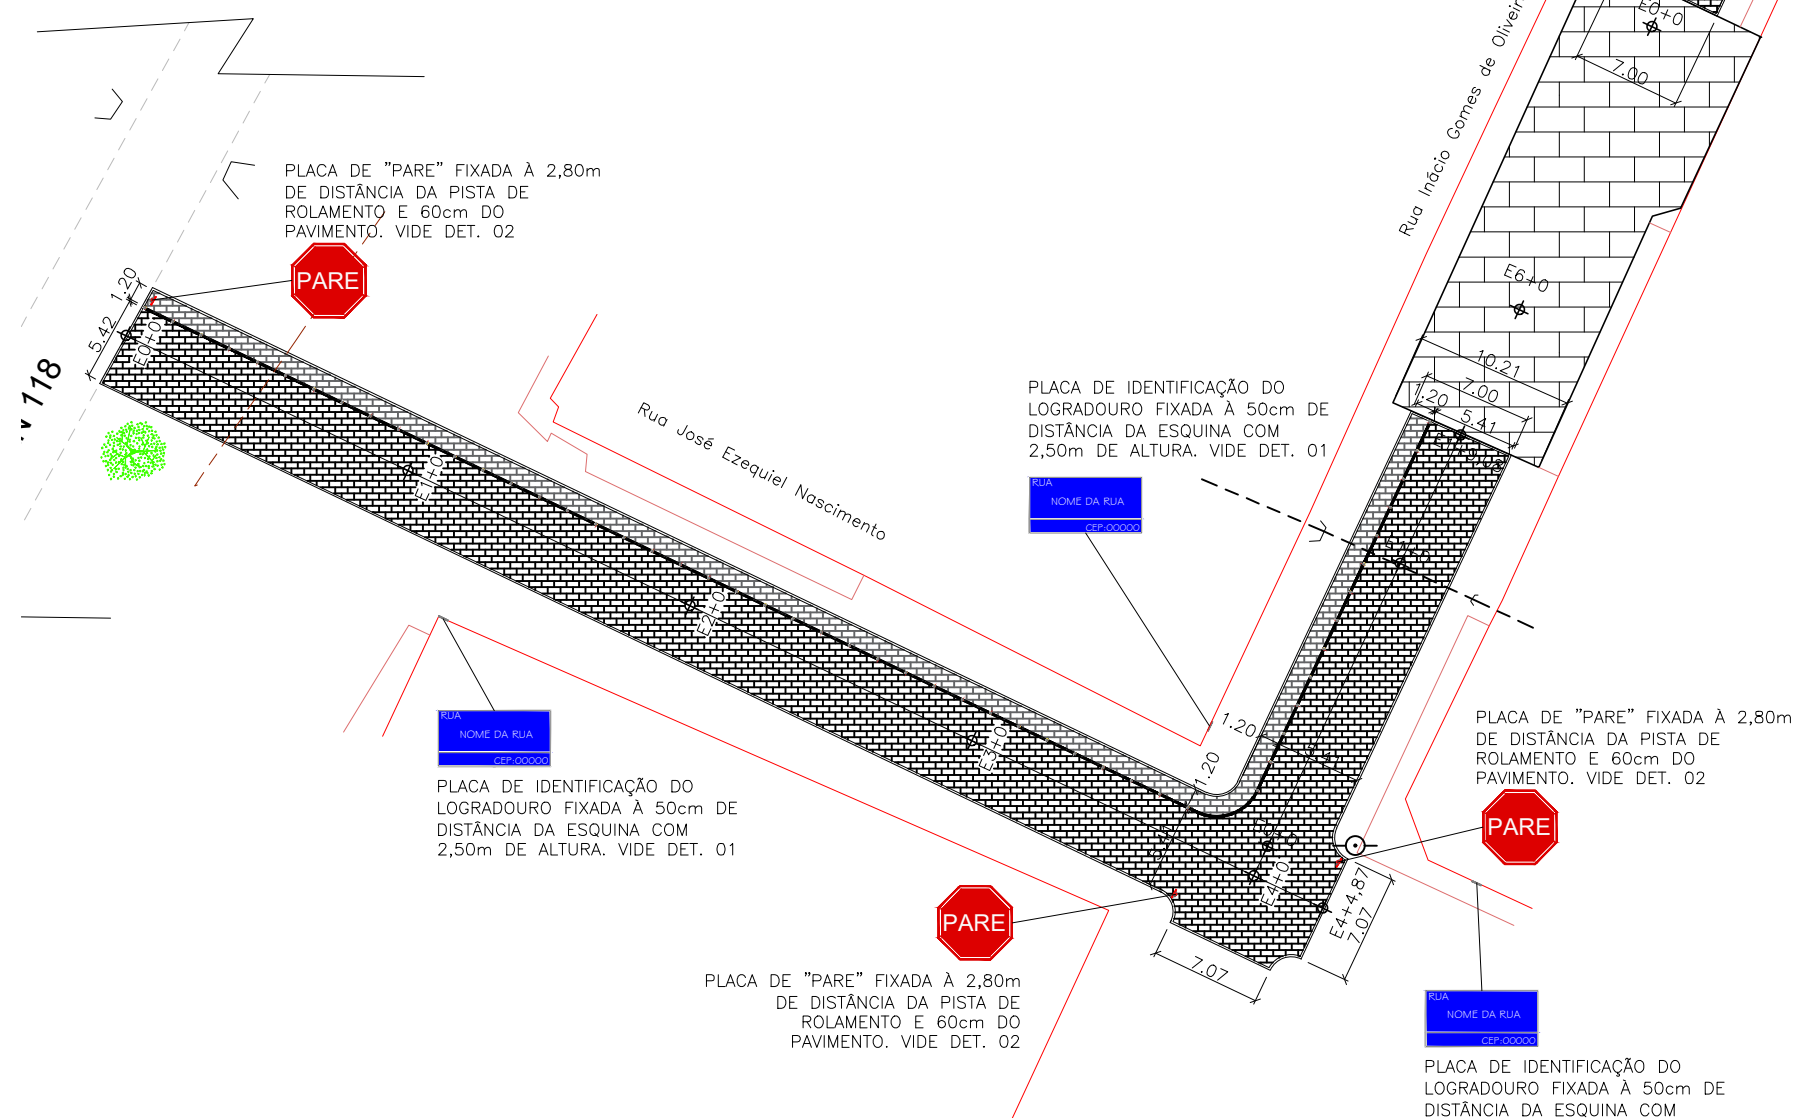 E0+0
7.00
Rua Inácio Gomes de Oliveir
PLACA DE "PARE" FIXADA À 2,80m
DE DISTÂNCIA DA PISTA DE
ROLAMENTO E 60cm DO
PAVIMENTO. VIDE DET. 02
PARE
1.20
5.42
E0+0
118
E6+0
10.21
7.00
1.20
5.41
PLACA DE IDENTIFICAÇÃO DO
LOGRADOURO FIXADA À 50cm DE
DISTÂNCIA DA ESQUINA COM
2,50m DE ALTURA. VIDE DET. 01
RUA
NOME DA RUA
CEP:00000
Rua José Ezequiel Nascimento
E1+0
E2+0
E3+0
1.20
1.20
E4+0
E4+4,87
7.07
7.07
RUA
NOME DA RUA
CEP:00000
PLACA DE IDENTIFICAÇÃO DO
LOGRADOURO FIXADA À 50cm DE
DISTÂNCIA DA ESQUINA COM
2,50m DE ALTURA. VIDE DET. 01
PLACA DE "PARE" FIXADA À 2,80m
DE DISTÂNCIA DA PISTA DE
ROLAMENTO E 60cm DO
PAVIMENTO. VIDE DET. 02
PARE
PARE
PLACA DE "PARE" FIXADA À 2,80m
DE DISTÂNCIA DA PISTA DE
ROLAMENTO E 60cm DO
PAVIMENTO. VIDE DET. 02
RUA
NOME DA RUA
CEP:00000
PLACA DE IDENTIFICAÇÃO DO
LOGRADOURO FIXADA À 50cm DE
DISTÂNCIA DA ESQUINA COM